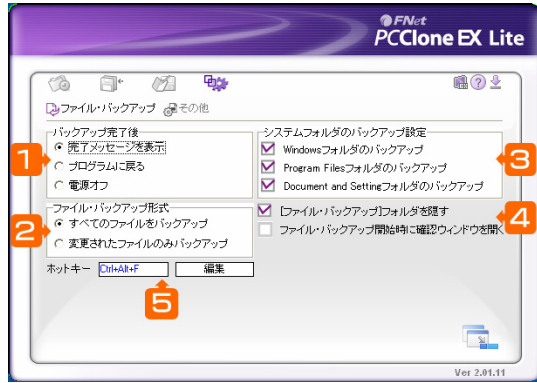 FNet
PCClone EX Lite
ファイル・バックアップ その他
バックアップ完了後
完了メッセージを表示
プログラムに戻る
電源オフ
1
システムフォルダのバックアップ設定
Windowsフォルダのバックアップ
Program Filesフォルダのバックアップ
Document and Settingフォルダのバックアップ
3
ファイル・バックアップ形式
すべてのファイルをバックアップ
変更されたファイルのみバックアップ
2
[ファイル・バックアップ]フォルダを隠す
ファイル・バックアップ開始時に確認ウィンドウを開く
4
ホットキー Ctrl+Alt+F 編集
5
Ver 2.01.11